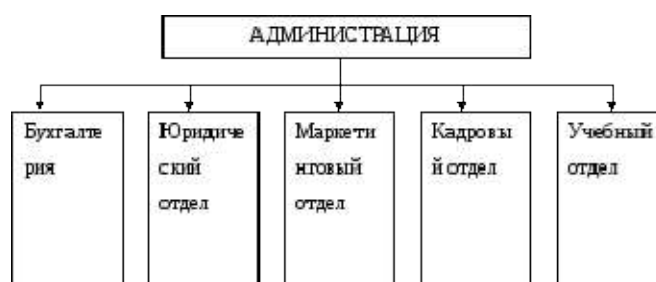 АДМИНИСТРАЦИЯ
Бухгалте
рия
Юридиче
ский
отдел
Маркети
нговый
отдел
Кадровы
й отдел
Учебный
отдел